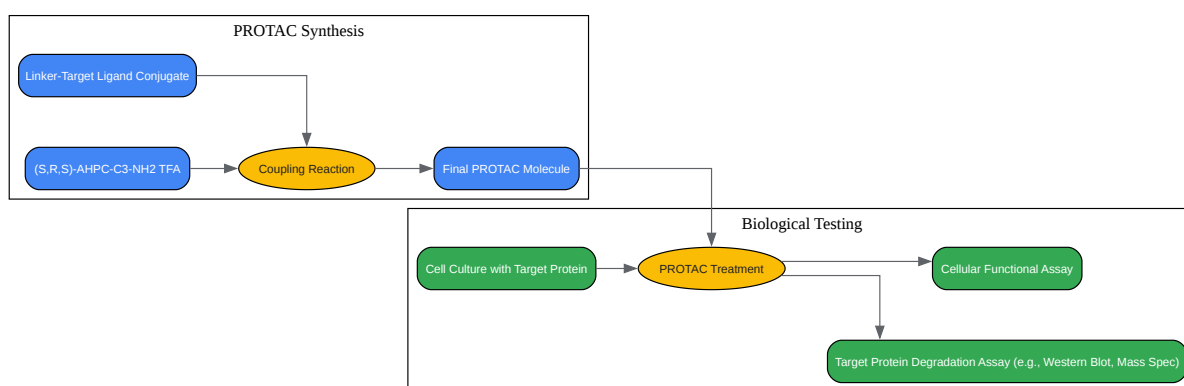 PROTAC Synthesis
Linker-Target Ligand Conjugate
(S,R,S)-AHPC-C3-NH2 TFA
Coupling Reaction
Final PROTAC Molecule
Biological Testing
Cell Culture with Target Protein
PROTAC Treatment
Cellular Functional Assay
Target Protein Degradation Assay (e.g., Western Blot, Mass Spec)